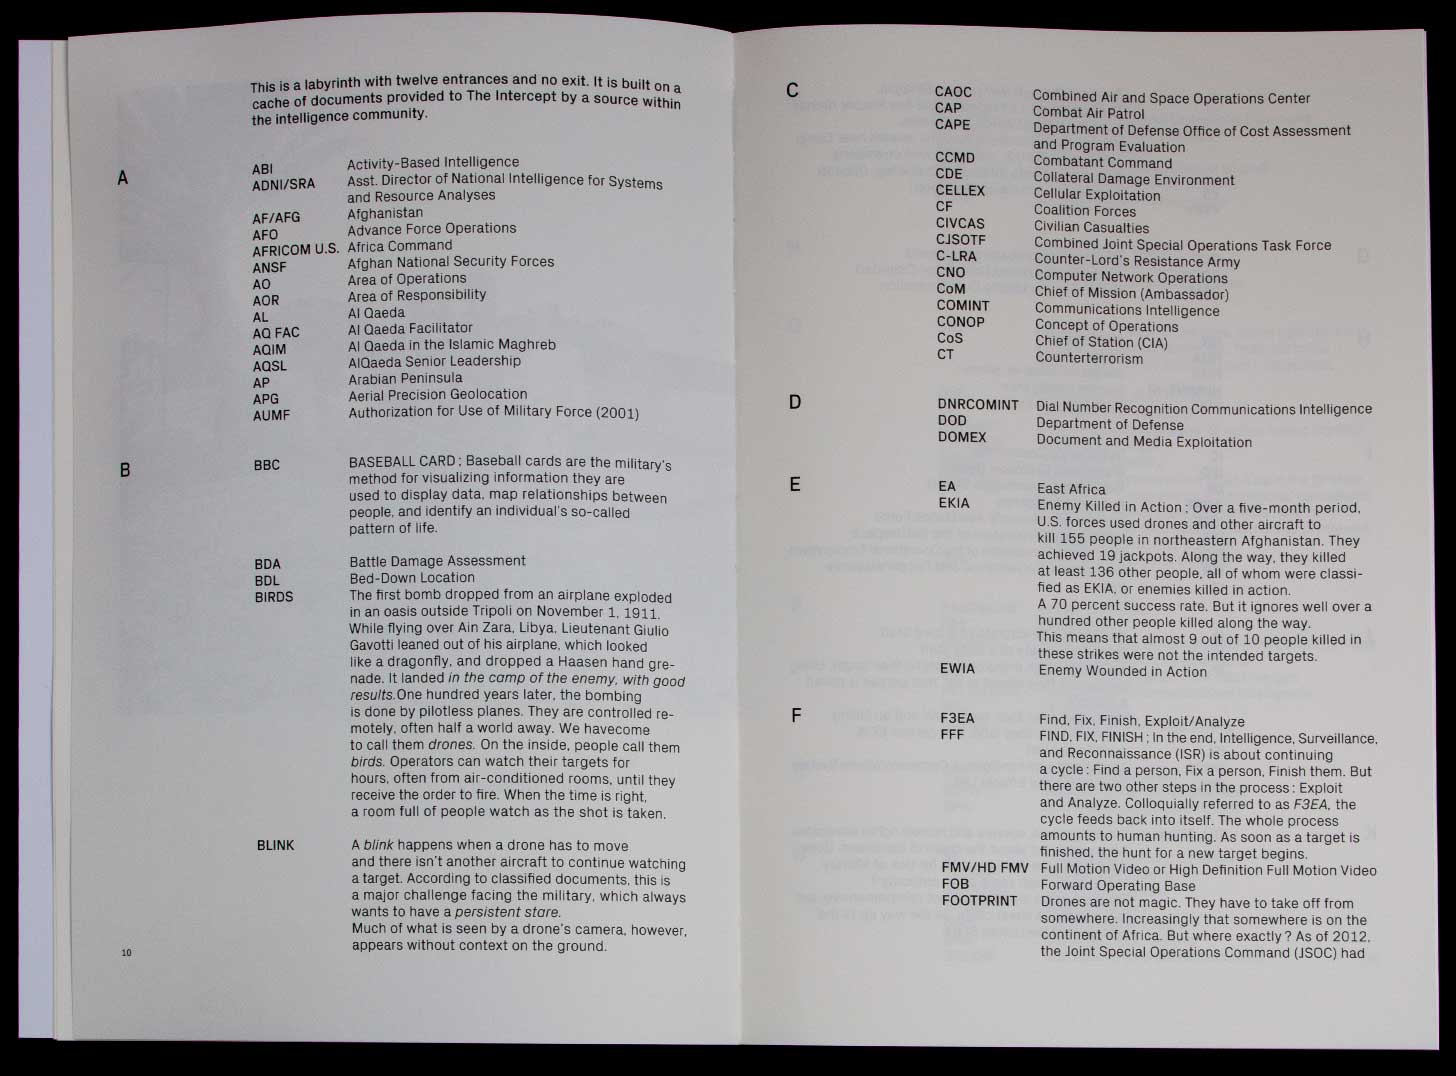 This is a labyrinth with twelve entrances and no exit. It is built on a
cache of documents provided to The Intercept by a source within
the intelligence community.
A
ABI Activity-Based Intelligence
ADNI/SRA Asst. Director of National Intelligence for Systems
and Resource Analyses
AF/AFG Afghanistan
AFO Advance Force Operations
AFRICOM U.S. Africa Command
ANSF Afghan National Security Forces
AO Area of Operations
AOR Area of Responsibility
AL Al Qaeda
AQ FAC Al Qaeda Facilitator
AQIM Al Qaeda in the Islamic Maghreb
AQSL AlQaeda Senior Leadership
AP Arabian Peninsula
APG Aerial Precision Geolocation
AUMF Authorization for Use of Military Force (2001)
B
BBC BASEBALL CARD ; Baseball cards are the military's
method for visualizing information they are
used to display data, map relationships between
people, and identify an individual's so-called
pattern of life.
BDA Battle Damage Assessment
BDL Bed-Down Location
BIRDS The first bomb dropped from an airplane exploded
in an oasis outside Tripoli on November 1, 1911.
While flying over Ain Zara, Libya, Lieutenant Giulio
Gavotti leaned out of his airplane, which looked
like a dragonfly, and dropped a Haasen hand gre-
nade. It landed in the camp of the enemy, with good
results.One hundred years later, the bombing
is done by pilotless planes. They are controlled re-
motely, often half a world away. We havecome
to call them drones. On the inside, people call them
birds. Operators can watch their targets for
hours, often from air-conditioned rooms, until they
receive the order to fire. When the time is right,
a room full of people watch as the shot is taken.
BLINK A blink happens when a drone has to move
and there isn't another aircraft to continue watching
a target. According to classified documents, this is
a major challenge facing the military, which always
wants to have a persistent stare.
Much of what is seen by a drone's camera, however,
appears without context on the ground.
10
C
CAOC Combined Air and Space Operations Center
CAP Combat Air Patrol
CAPE Department of Defense Office of Cost Assessment
and Program Evaluation
CCMD Combatant Command
CDE Collateral Damage Environment
CELLEX Cellular Exploitation
CF Coalition Forces
CIVCAS Civilian Casualties
CJSOTF Combined Joint Special Operations Task Force
C-LRA Counter-Lord's Resistance Army
CNO Computer Network Operations
CoM Chief of Mission (Ambassador)
COMINT Communications Intelligence
CONOP Concept of Operations
CoS Chief of Station (CIA)
CT Counterterrorism
D
DNRCOMINT Dial Number Recognition Communications Intelligence
DOD Department of Defense
DOMEX Document and Media Exploitation
E
EA East Africa
EKIA Enemy Killed in Action ; Over a five-month period,
U.S. forces used drones and other aircraft to
kill 155 people in northeastern Afghanistan. They
achieved 19 jackpots. Along the way, they killed
at least 136 other people, all of whom were classi-
fied as EKIA, or enemies killed in action.
A 70 percent success rate. But it ignores well over a
hundred other people killed along the way.
This means that almost 9 out of 10 people killed in
these strikes were not the intended targets.
EWIA Enemy Wounded in Action
F
F3EA Find, Fix, Finish, Exploit/Analyze
FFF FIND, FIX, FINISH ; In the end, Intelligence, Surveillance,
and Reconnaissance (ISR) is about continuing
a cycle : Find a person, Fix a person, Finish them. But
there are two other steps in the process : Exploit
and Analyze. Colloquially referred to as F3EA, the
cycle feeds back into itself. The whole process
amounts to human hunting. As soon as a target is
finished, the hunt for a new target begins.
FMV/HD FMV Full Motion Video or High Definition Full Motion Video
FOB Forward Operating Base
FOOTPRINT Drones are not magic. They have to take off from
somewhere. Increasingly that somewhere is on the
continent of Africa. But where exactly ? As of 2012,
the Joint Special Operations Command (JSOC) had